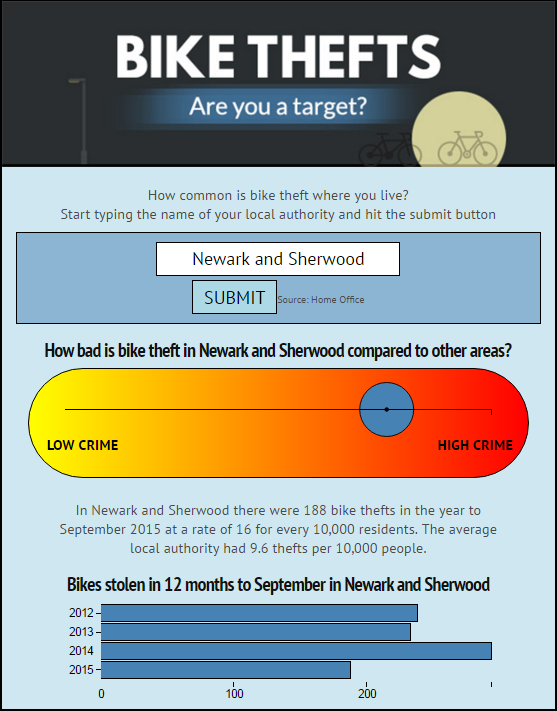 BIKE THEFTS
Are you a target?
How common is bike theft where you live?
Start typing the name of your local authority and hit the submit button
Newark and Sherwood
SUBMIT Source: Home Office
How bad is bike theft in Newark and Sherwood compared to other areas?
LOW CRIME HIGH CRIME
In Newark and Sherwood there were 188 bike thefts in the year to
September 2015 at a rate of 16 for every 10,000 residents. The average
local authority had 9.6 thefts per 10,000 people.
Bikes stolen in 12 months to September in Newark and Sherwood
2012
2013
2014
2015
0 100 200